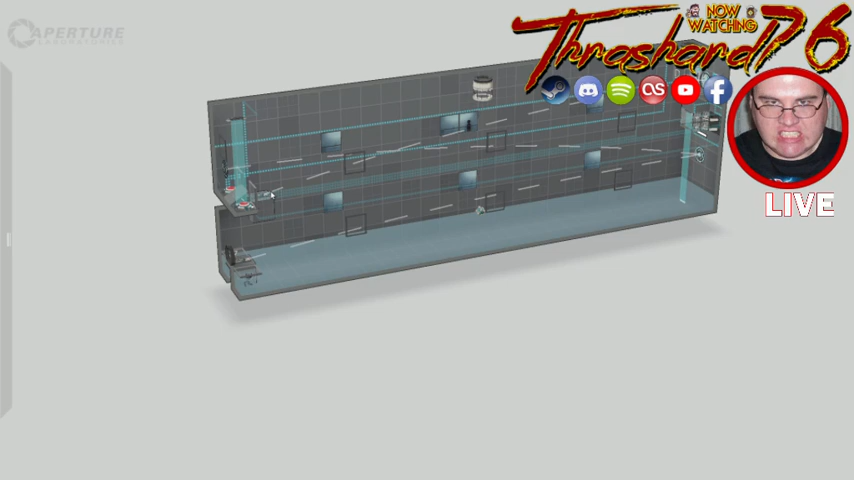 APERTURE
LABORATORIES
NOW
WATCHING
Thrashard76
LIVE